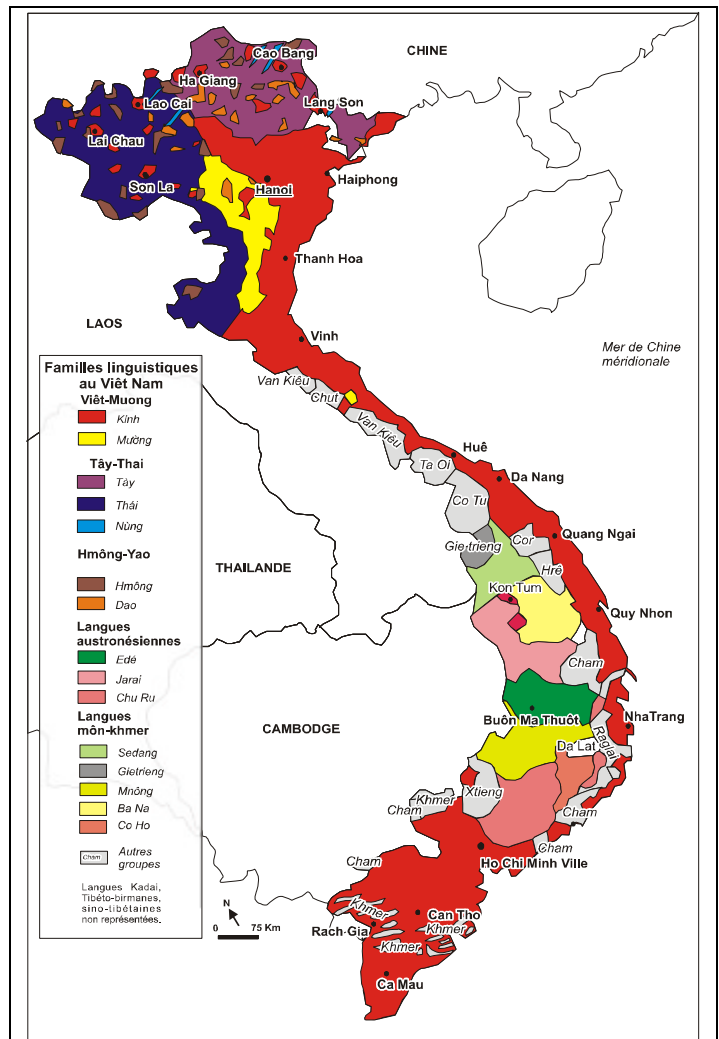 CHINE
Cao Bang
Ha Giang
Lao Cai
Lang Son
Lai Chau
Son La
Hanoi
Haiphong
Thanh Hoa
LAOS
Vinh
Mer de Chine
méridionale
Van Kiêu
Chut
Van Kiêu
Ta Oi
Huê
Co Tu
Da Nang
Gie trieng
Cor
Quang Ngai
Hrê
THAILANDE
Kon Tum
Quy Nhon
Cham
CAMBODGE
Buôn Ma Thuôt
NhaTrang
Raglai
Da Lat
Xtieng
Khmer
Cham
Cham
Cham
Ho Chi Minh Ville
Cham
Khmer
Can Tho
Rach-Gia
Khmer
Khmer
Ca Mau
Familles linguistiques
au Viêt Nam
Viêt-Muong
Kinh
Mường
Tây-Thai
Tày
Thái
Nùng
Hmông-Yao
Hmông
Dao
Langues
austronésiennes
Edé
Jarai
Chu Ru
Langues
môn-khmer
Sedang
Gietrieng
Mnông
Ba Na
Co Ho
Cham
Autres
groupes
Langues Kadai,
Tibéto-birmanes,
sino-tibétaines
non représentées.
N
0 75 Km